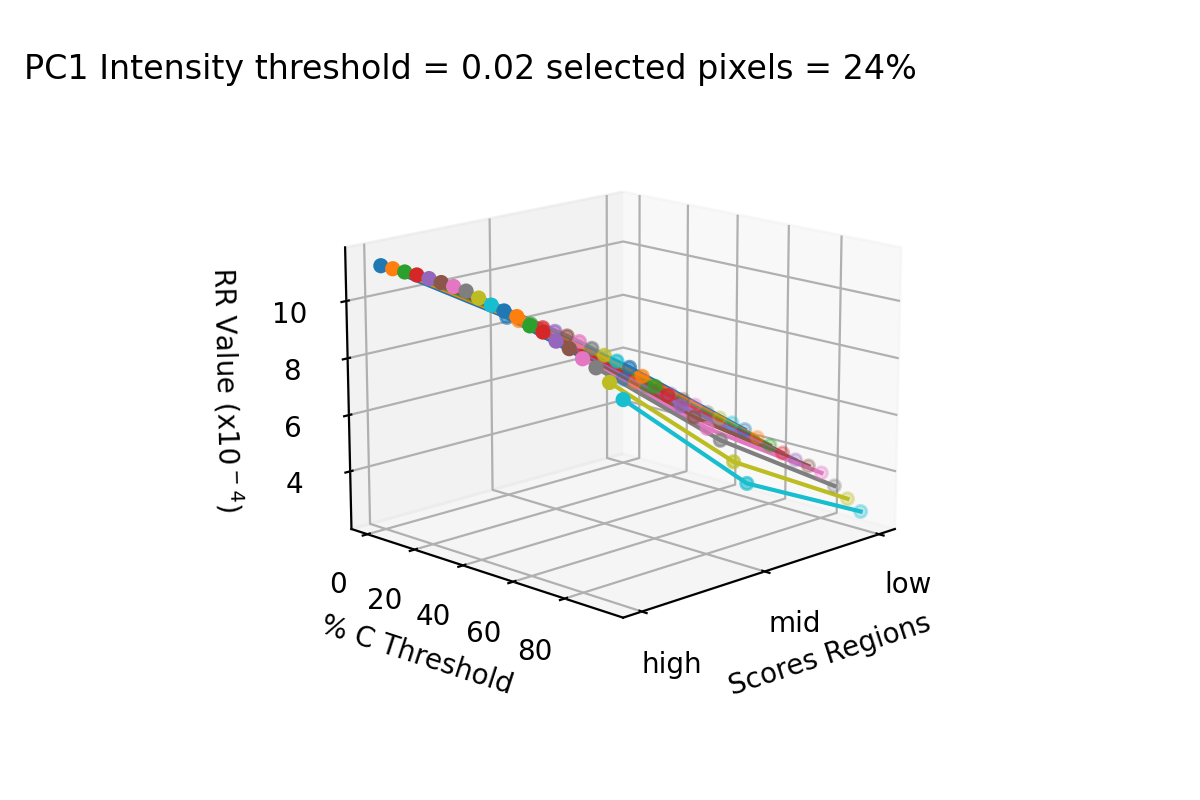 PC1 Intensity threshold = 0.02 selected pixels = 24%
RR Value (x10⁻⁴)
10
8
6
4
0
20
40
60
80
% C Threshold
high
mid
low
Scores Regions